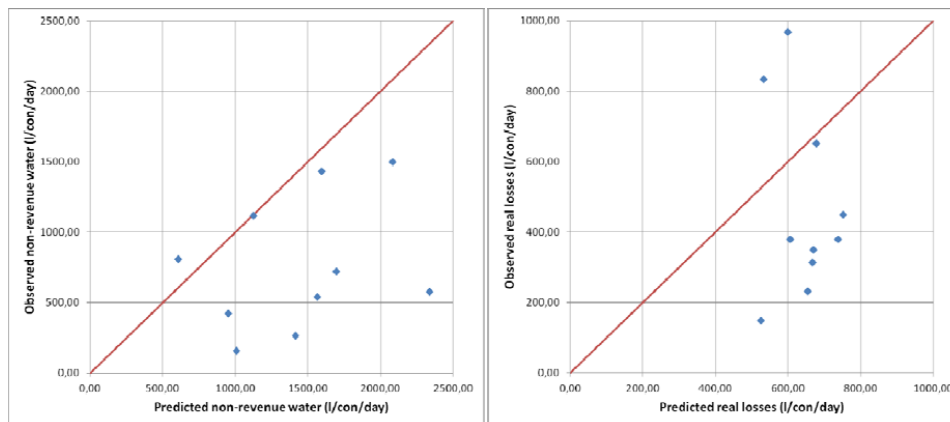 2500,00
2000,00
1500,00
1000,00
500,00
0,00
Observed non-revenue water (l/con/day)
0,00 500,00 1000,00 1500,00 2000,00 2500,00
Predicted non-revenue water (l/con/day)
1000,00
800,00
600,00
400,00
200,00
0,00
Observed real losses (l/con/day)
0,00 200,00 400,00 600,00 800,00 1000,00
Predicted real losses (l/con/day)